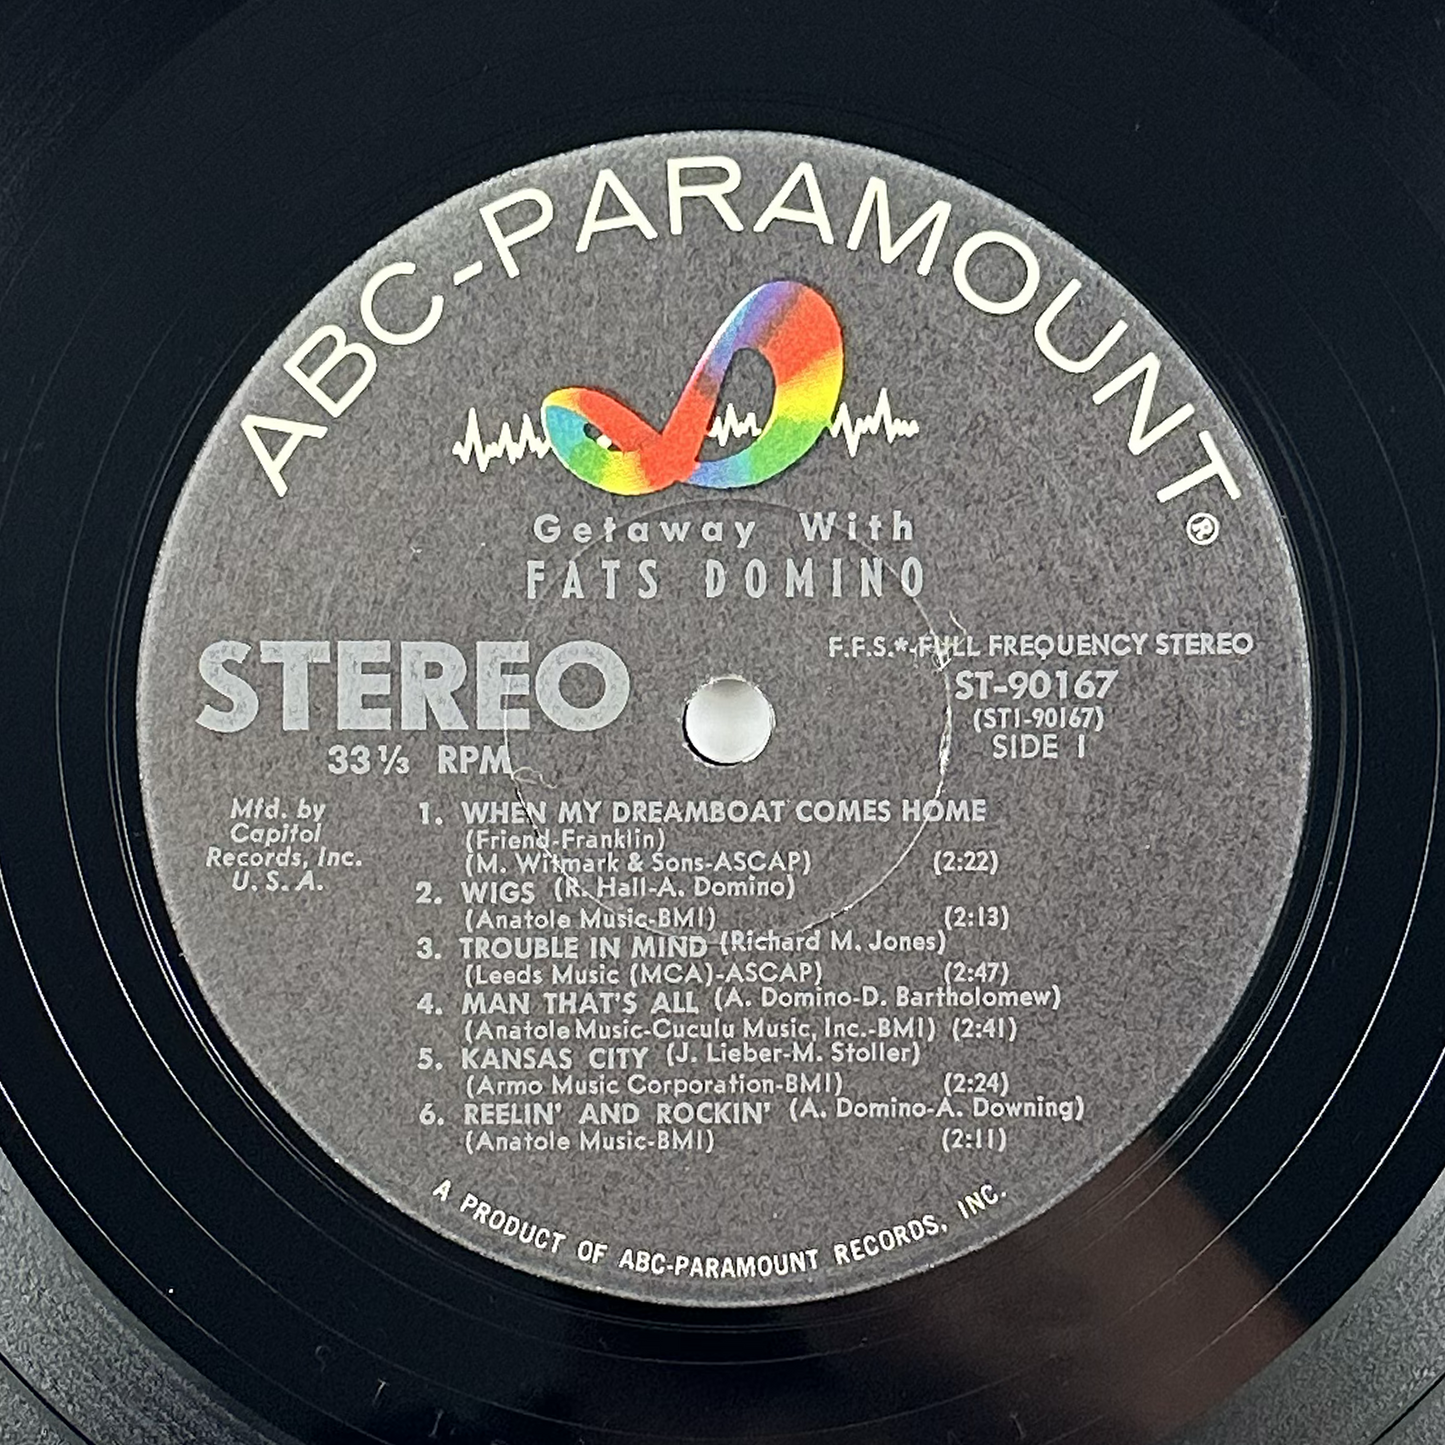 ABC-PARAMOUNT®
Getaway With
FATS DOMINO
STEREO
33 ⅓ RPM
F.F.S.*-FULL FREQUENCY STEREO
ST-90167
(ST1-90167)
SIDE 1
Mfd. by
Capitol
Records, Inc.
U. S. A.
1. WHEN MY DREAMBOAT COMES HOME
(Friend-Franklin)
(M. Witmark & Sons-ASCAP) (2:22)
2. WIGS (R. Hall-A. Domino)
(Anatole Music-BMI) (2:13)
3. TROUBLE IN MIND (Richard M. Jones)
(Leeds Music (MCA)-ASCAP) (2:47)
4. MAN THAT'S ALL (A. Domino-D. Bartholomew)
(Anatole Music-Cuculu Music, Inc.-BMI) (2:41)
5. KANSAS CITY (J. Lieber-M. Stoller)
(Armo Music Corporation-BMI) (2:24)
6. REELIN' AND ROCKIN' (A. Domino-A. Downing)
(Anatole Music-BMI) (2:11)
A PRODUCT OF ABC-PARAMOUNT RECORDS, INC.